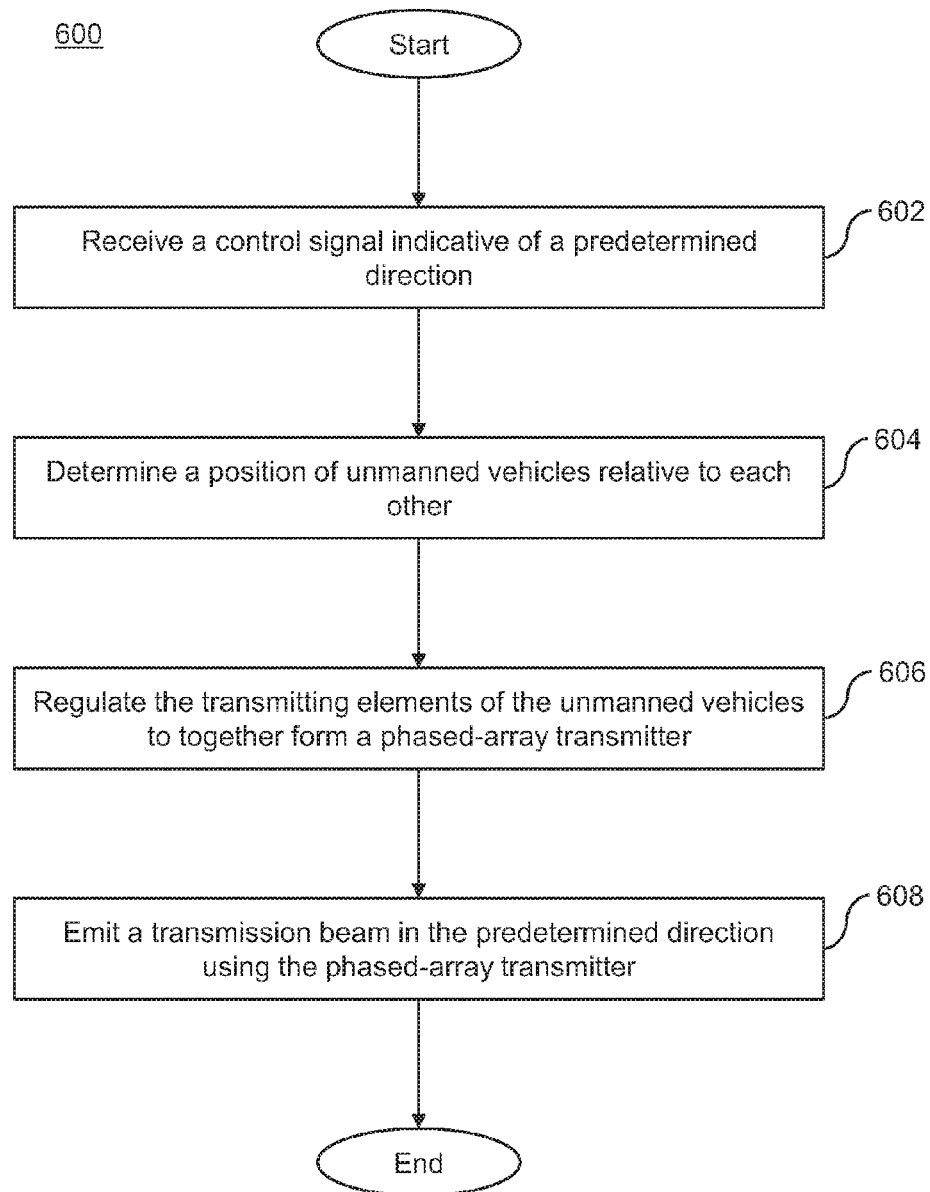 600
Start
Receive a control signal indicative of a predetermined
direction
602
Determine a position of unmanned vehicles relative to each
other
604
Regulate the transmitting elements of the unmanned vehicles
to together form a phased-array transmitter
606
Emit a transmission beam in the predetermined direction
using the phased-array transmitter
608
End